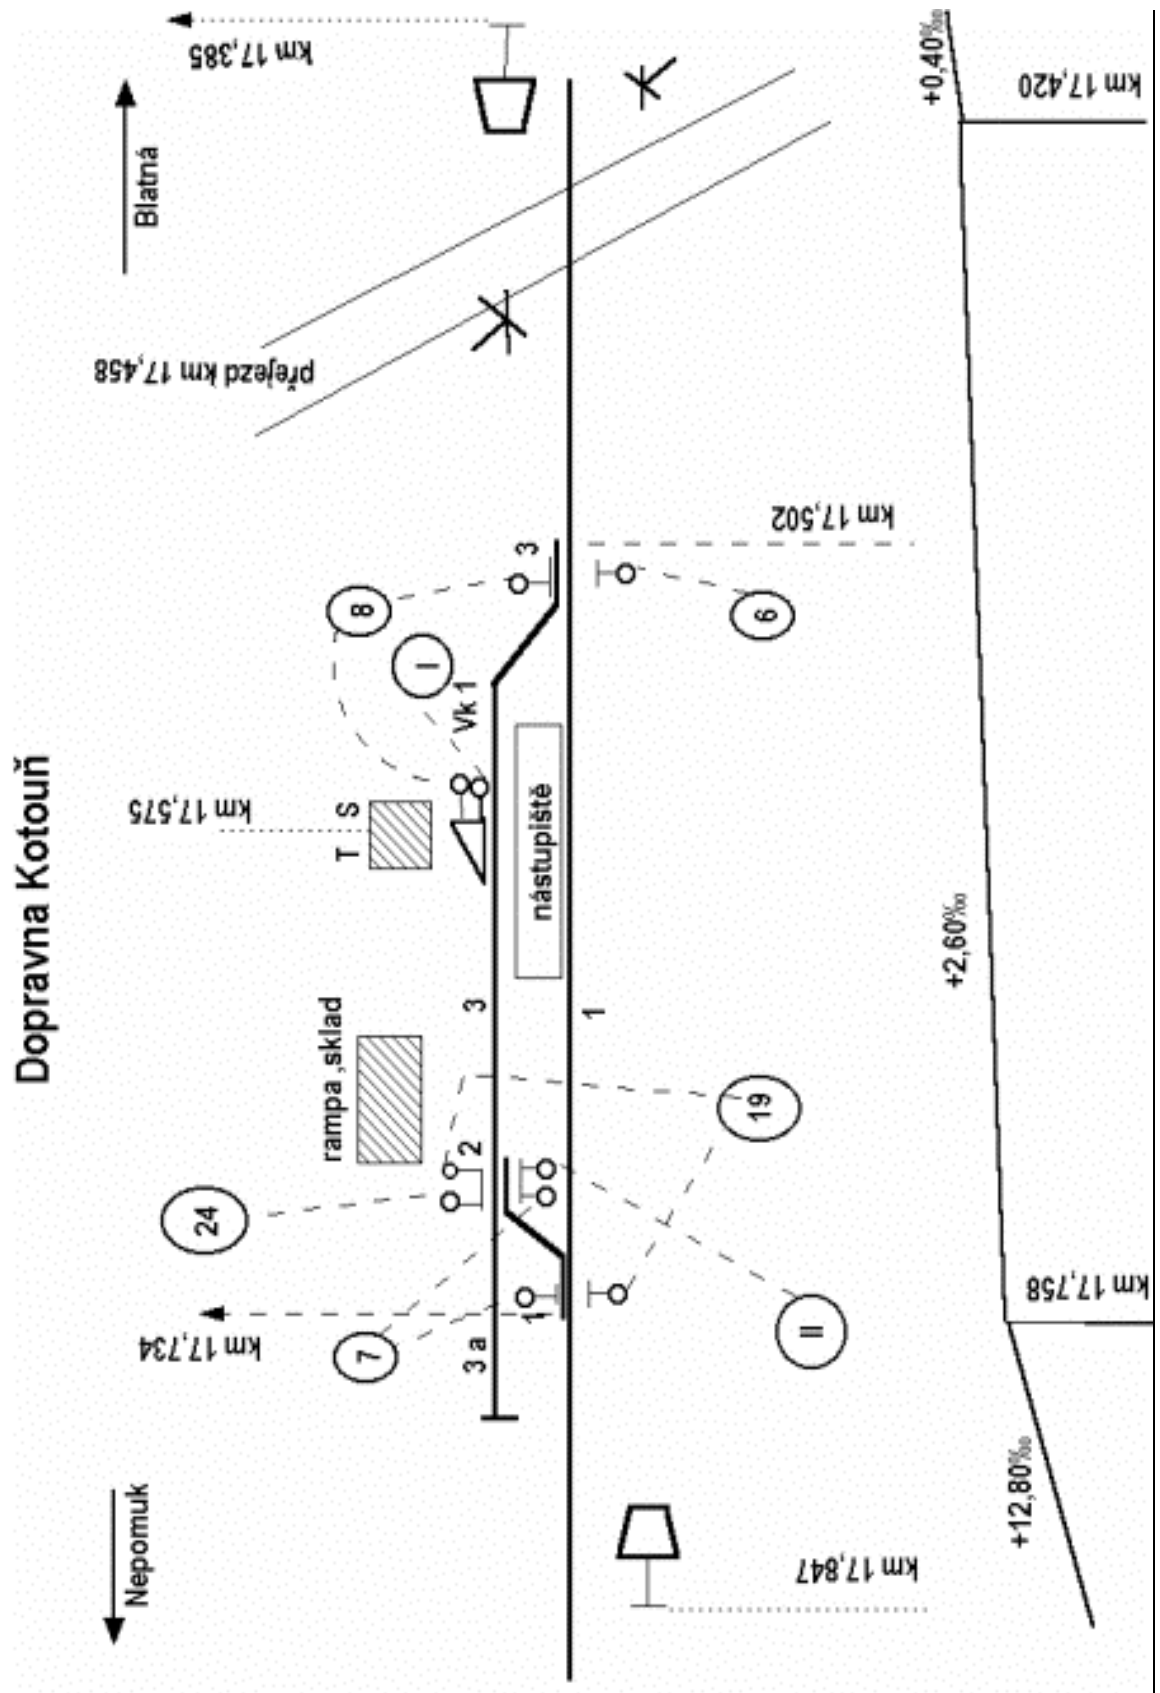 Dopravna Kotouň
Nepomuk
Blatná
km 17,734
km 17,575
přejezd km 17,458
km 17,385
24
7
rampa ,sklad
T S
8
I
3 a
2
3
Vk 1
1
nástupiště
3
1
19
II
6
km 17,502
km 17,847
+12,80‰
+2,60‰
+0,40‰
km 17,758
km 17,420